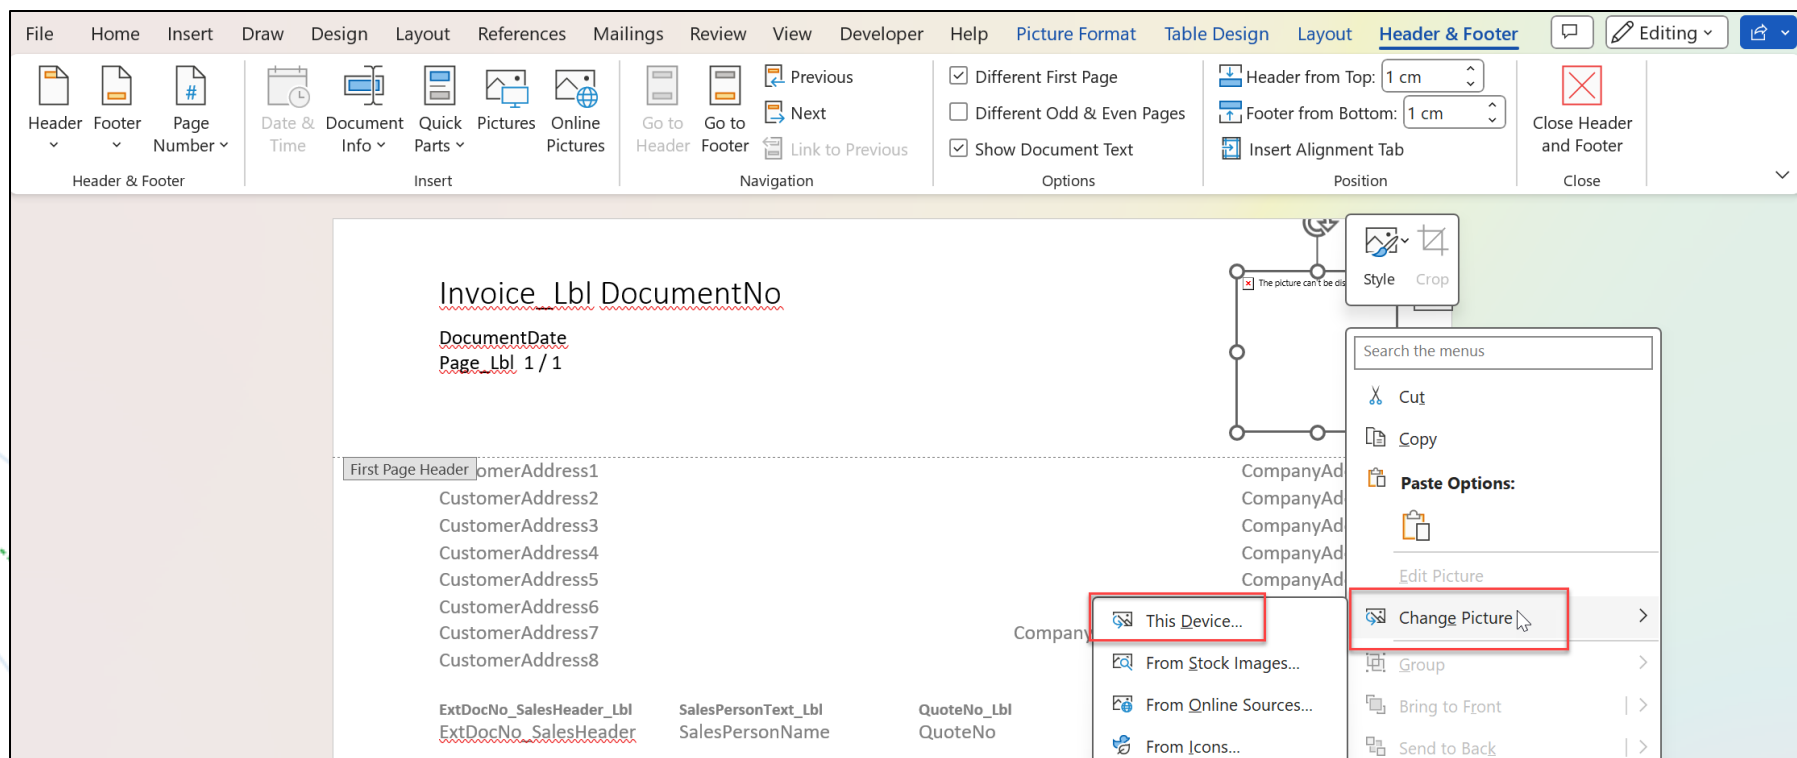 File Home Insert Draw Design Layout References Mailings Review View Developer Help Picture Format Table Design Layout Header & Footer Editing
Header
Footer
Page
Number
Header & Footer
Date &
Time
Document
Info
Quick
Parts
Pictures
Online
Pictures
Insert
Go to
Header
Go to
Footer
Previous
Next
Link to Previous
Navigation
Different First Page
Different Odd & Even Pages
Show Document Text
Options
Header from Top: 1 cm
Footer from Bottom: 1 cm
Insert Alignment Tab
Position
Close Header
and Footer
Close
Invoice_Lbl DocumentNo
DocumentDate
Page_Lbl 1 / 1
The picture can't be dis
Style
Crop
First Page Header
omerAddress1
CustomerAddress2
CustomerAddress3
CustomerAddress4
CustomerAddress5
CustomerAddress6
CustomerAddress7
CustomerAddress8
CompanyAd
CompanyAd
CompanyAd
CompanyAd
CompanyAd
Company
ExtDocNo_SalesHeader_Lbl SalesPersonText_Lbl QuoteNo_Lbl
ExtDocNo_SalesHeader SalesPersonName QuoteNo
Search the menus
Cut
Copy
Paste Options:
Edit Picture
Change Picture
Group
Bring to Front
Send to Back
This Device...
From Stock Images...
From Online Sources...
From Icons...